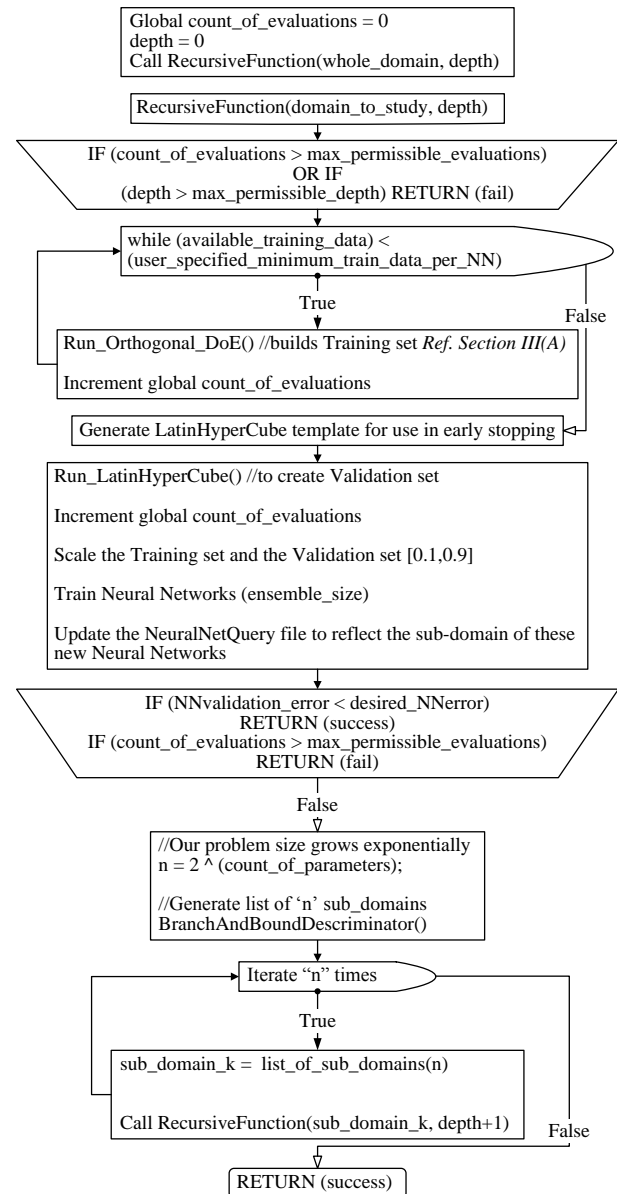 Global count_of_evaluations = 0
depth = 0
Call RecursiveFunction(whole_domain, depth)
RecursiveFunction(domain_to_study, depth)
IF (count_of_evaluations > max_permissible_evaluations)
OR IF
(depth > max_permissible_depth) RETURN (fail)
while (available_training_data) <
(user_specified_minimum_train_data_per_NN)
True
False
Run_Orthogonal_DoE() //builds Training set Ref. Section III(A)
Increment global count_of_evaluations
Generate LatinHyperCube template for use in early stopping
Run_LatinHyperCube() //to create Validation set
Increment global count_of_evaluations
Scale the Training set and the Validation set [0.1,0.9]
Train Neural Networks (ensemble_size)
Update the NeuralNetQuery file to reflect the sub-domain of these
new Neural Networks
IF (NNvalidation_error < desired_NNerror)
RETURN (success)
IF (count_of_evaluations > max_permissible_evaluations)
RETURN (fail)
False
//Our problem size grows exponentially
n = 2 ^ (count_of_parameters);
//Generate list of ‘n’ sub_domains
BranchAndBoundDescriminator()
Iterate “n” times
True
sub_domain_k = list_of_sub_domains(n)
Call RecursiveFunction(sub_domain_k, depth+1)
False
RETURN (success)